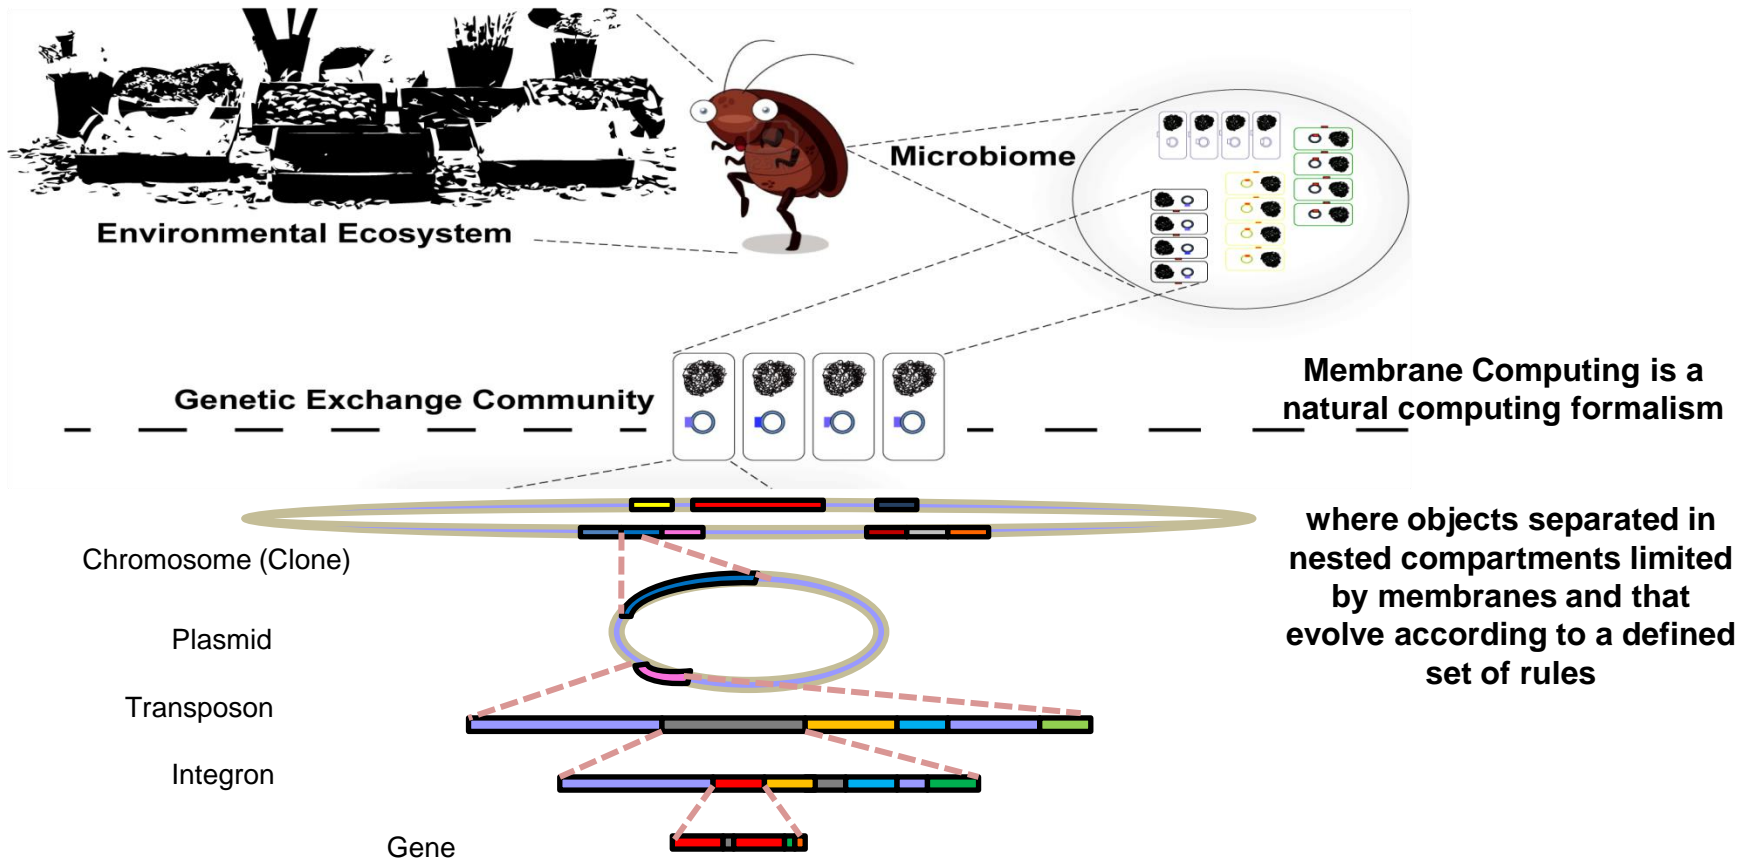 Microbiome
Environmental Ecosystem
Genetic Exchange Community
Membrane Computing is a
natural computing formalism
where objects separated in
nested compartments limited
by membranes and that
evolve according to a defined
set of rules
Chromosome (Clone)
Plasmid
Transposon
Integron
Gene